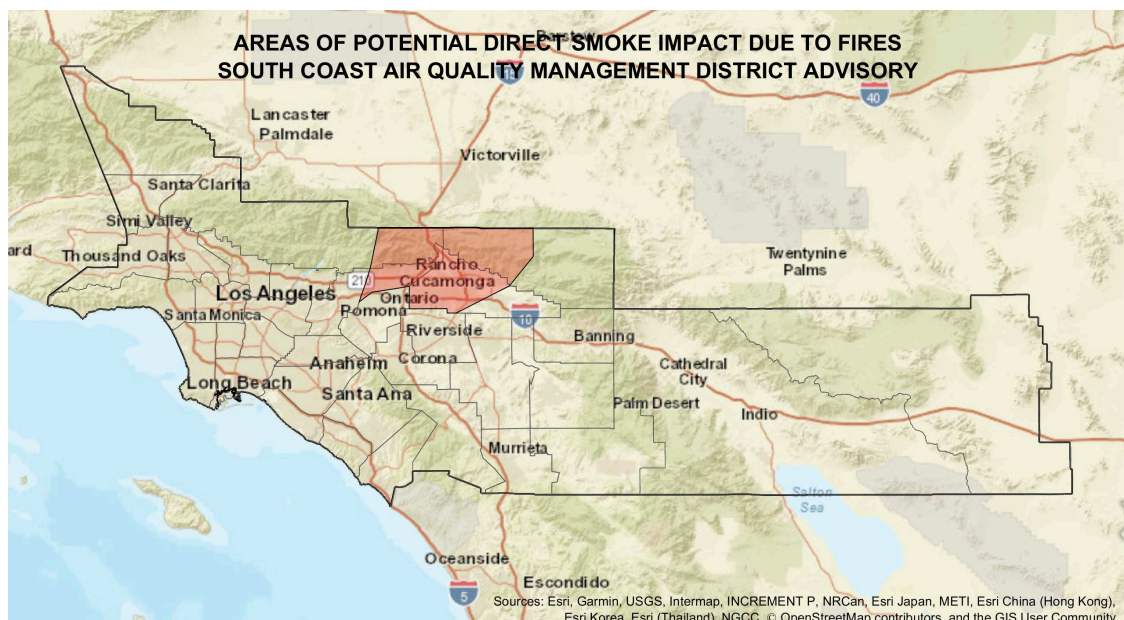 AREAS OF POTENTIAL DIRECT SMOKE IMPACT DUE TO FIRES
SOUTH COAST AIR QUALITY MANAGEMENT DISTRICT ADVISORY
Barstow
15
40
Lancaster
Palmdale
Victorville
Santa Clarita
Simi Valley
ard
Thousand Oaks
Twentynine
Palms
Rancho
Cucamonga
210
Los Angeles
Ontario
Pomona
Santa Monica
10
Riverside
Banning
Anaheim
Corona
Cathedral
City
Long Beach
Santa Ana
Palm Desert
Indio
Murrieta
Salton
Sea
Oceanside
Escondido
5
Sources: Esri, Garmin, USGS, Intermap, INCREMENT P, NRCan, Esri Japan, METI, Esri China (Hong Kong),
Esri Korea, Esri (Thailand), NGCC, © OpenStreetMap contributors, and the GIS User Community